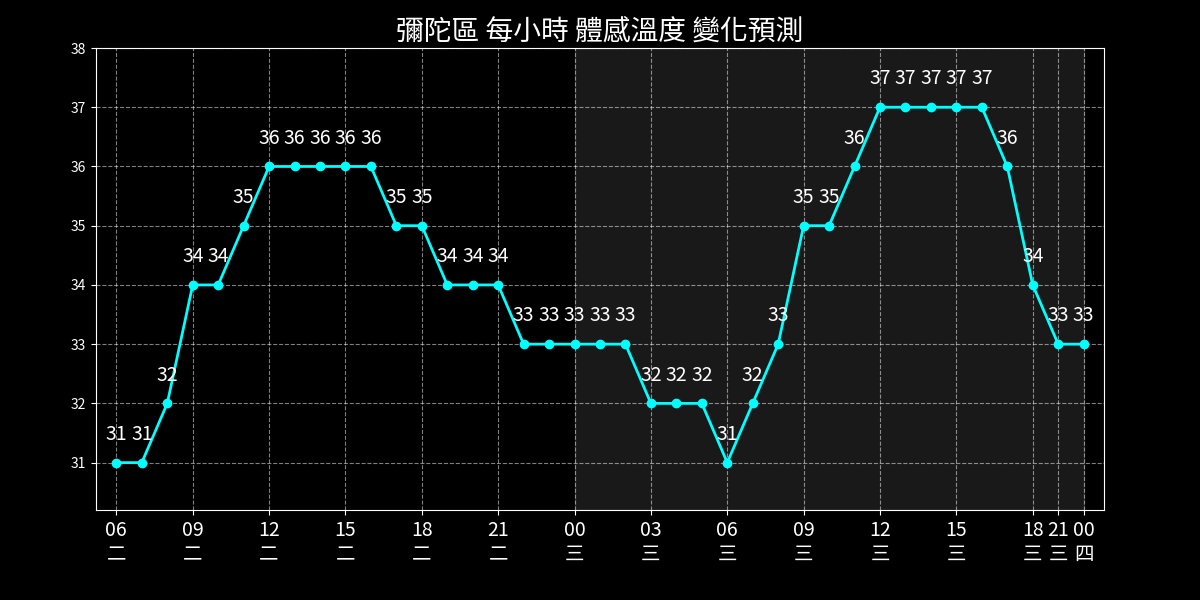 彌陀區 每小時 體感溫度 變化預測
38
37 37 37 37 37
37
36 36 36 36 36 36 36
36
35 35 35 35 35
35
34 34 34 34 34 34
34
33 33 33 33 33 33 33 33
33
32 32 32 32 32
32
31 31 31
31
06 09 12 15 18 21 00 03 06 09 12 15 18 21 00
二 二 二 二 二 二 三 三 三 三 三 三 三 三 四